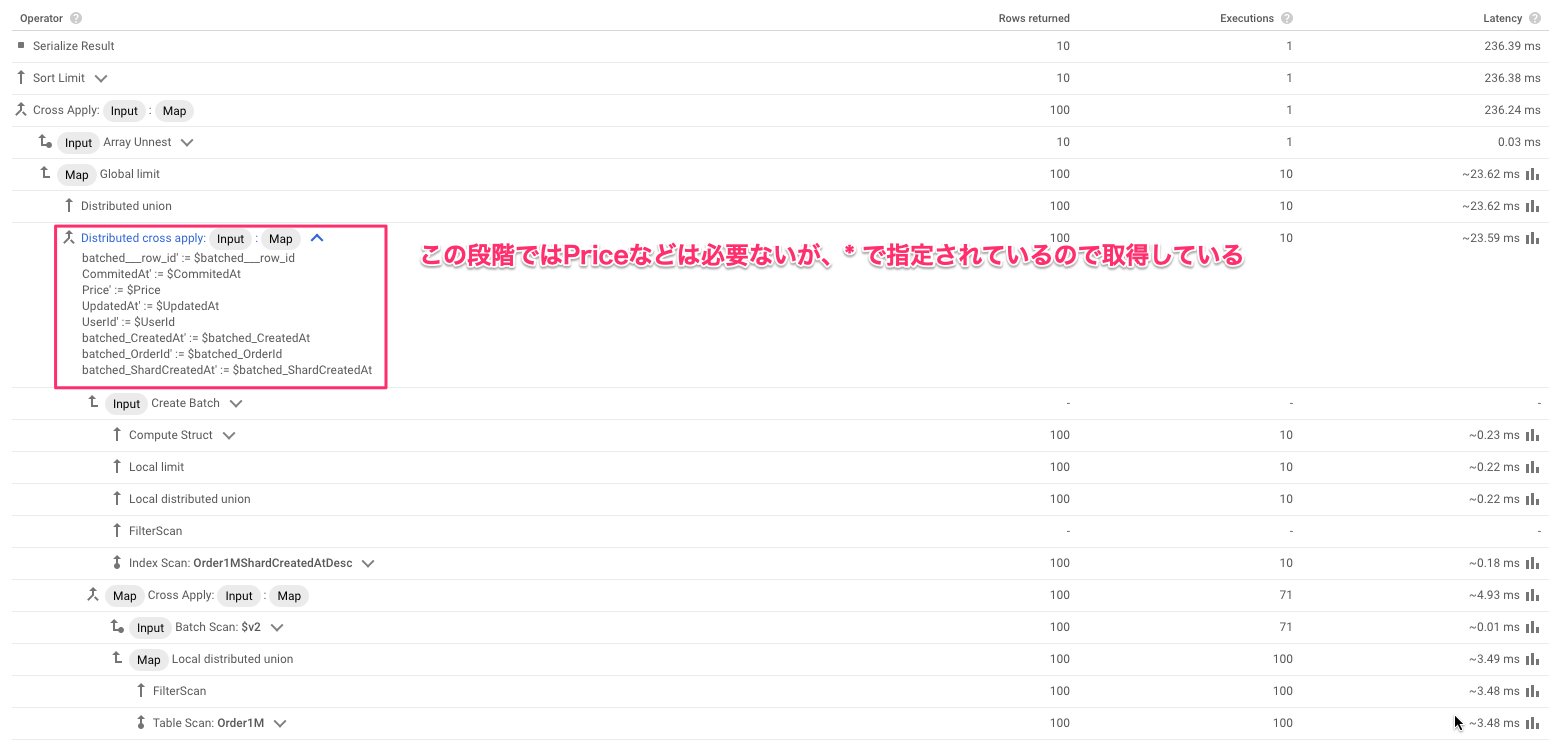 Operator ? Rows returned Executions ? Latency ?
Serialize Result 10 1 236.39 ms
Sort Limit 10 1 236.38 ms
Cross Apply: Input : Map 100 1 236.24 ms
Input Array Unnest 10 1 0.03 ms
Map Global limit 100 10 ~23.62 ms
Distributed union 100 10 ~23.62 ms
Distributed cross apply: Input : Map 100 10 ~23.59 ms
この段階ではPriceなどは必要ないが、* で指定されているので取得している
batched___row_id' := $batched___row_id
CommitedAt' := $CommitedAt
Price' := $Price
UpdatedAt' := $UpdatedAt
UserId' := $UserId
batched_CreatedAt' := $batched_CreatedAt
batched_OrderId' := $batched_OrderId
batched_ShardCreatedAt' := $batched_ShardCreatedAt
Input Create Batch - - -
Compute Struct 100 10 ~0.23 ms
Local limit 100 10 ~0.22 ms
Local distributed union 100 10 ~0.22 ms
FilterScan - - -
Index Scan: Order1MShardCreatedAtDesc 100 10 ~0.18 ms
Map Cross Apply: Input : Map 100 71 ~4.93 ms
Input Batch Scan: $v2 100 71 ~0.01 ms
Map Local distributed union 100 100 ~3.49 ms
FilterScan 100 100 ~3.48 ms
Table Scan: Order1M 100 100 ~3.48 ms